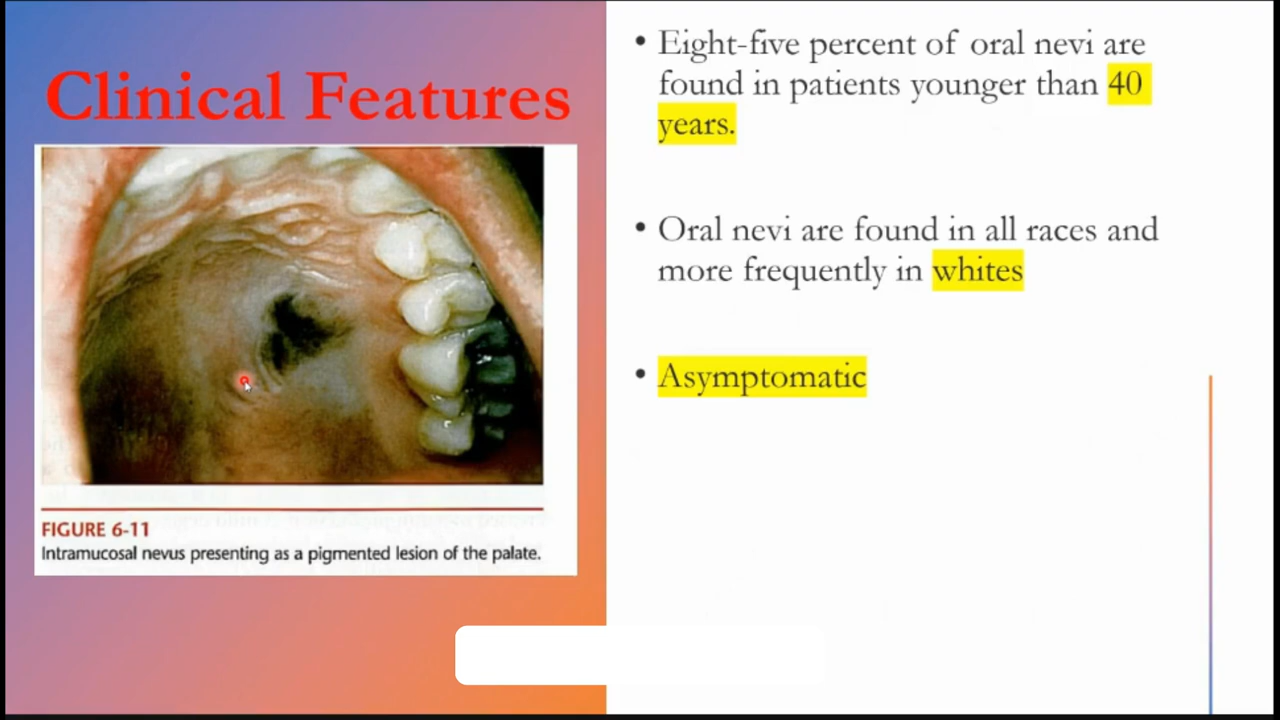 Clinical Features
FIGURE 6-11
Intramucosal nevus presenting as a pigmented lesion of the palate.
• Eight-five percent of oral nevi are
found in patients younger than 40
years.
• Oral nevi are found in all races and
more frequently in whites
• Asymptomatic